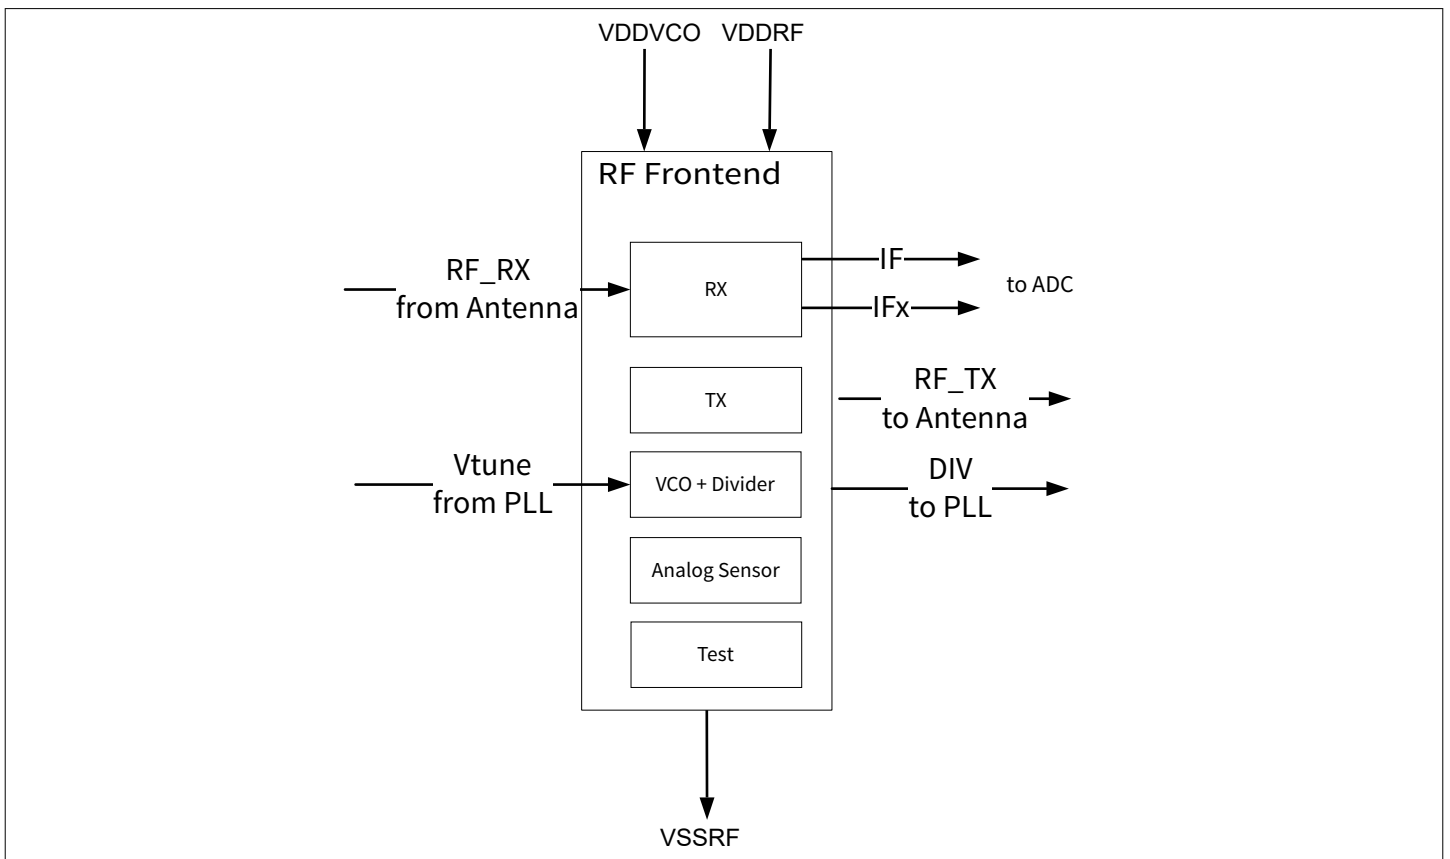 VDDVCO VDDRF
RF Frontend
RF_RX
from Antenna
RX
IF
IFx
to ADC
TX
RF_TX
to Antenna
Vtune
from PLL
VCO + Divider
DIV
to PLL
Analog Sensor
Test
VSSRF